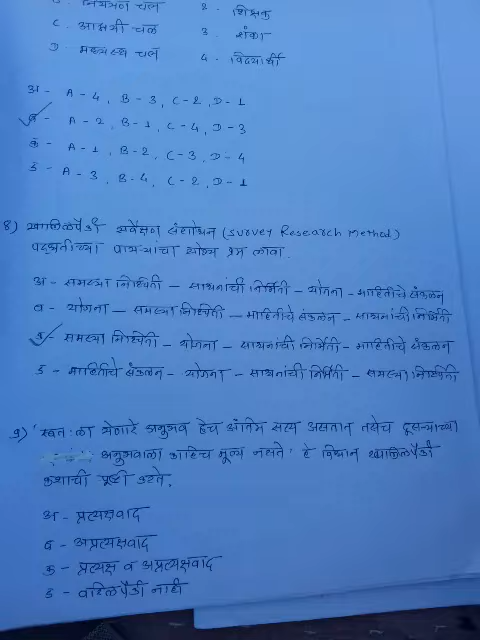 B. नियंत्रण चल 2 - शिक्षक
C. आश्रयी चल 3. शंका
D. मध्यस्थ चल 4. विद्यार्थी
अ - A - 4, B - 3, C - 2, D - 1
ब - A - 2, B - 1, C - 4, D - 3
क - A - 1, B - 2, C - 3, D - 4
ड - A - 3, B - 4, C - 2, D - 1
8) खालीलपैकी सर्वेक्षण संशोधन (Survey Research Method)
पद्धतीच्या पायऱ्यांचा योग्य क्रम लावा.
अ - समस्या निश्चिती - साधनांची निर्मिती - योजना - माहितीचे संकलन
ब - योजना - समस्या निश्चिती - माहितीचे संकलन - साधनांची निर्मिती
क - समस्या निश्चिती - योजना - साधनांची निर्मिती - माहितीचे संकलन
ड - माहितीचे संकलन - योजना - साधनांची निर्मिती - समस्या निश्चिती
9) 'स्वत:ला येणारे अनुभव हेच अंतिम सत्य असतात तसेच दुसऱ्याच्या
अनुभवाला काहिच मूल्य नसते' हे विधान खालीलपैकी
कशाची पुष्टी करते.
अ - प्रत्यक्षवाद
ब - अप्रत्यक्षवाद
क - प्रत्यक्ष व अप्रत्यक्षवाद
ड - वरिलपैकी नाही